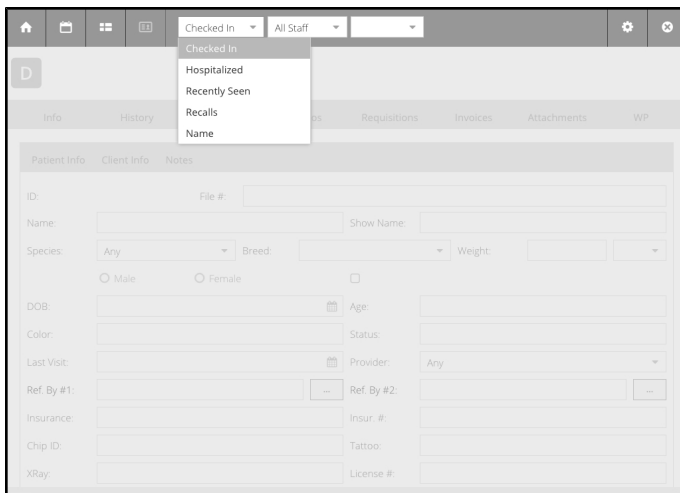 Checked In All Staff
Checked In
Hospitalized
Recently Seen
Recalls
Name
D
Info History os Requisitions Invoices Attachments WP
Patient Info Client Info Notes
ID: File #:
Name: Show Name:
Species: Any Breed: Weight:
Male Female
DOB: Age:
Color: Status:
Last Visit: Provider: Any
Ref. By #1: ... Ref. By #2: ...
Insurance: Insur. #:
Chip ID: Tattoo:
XRay: License #: